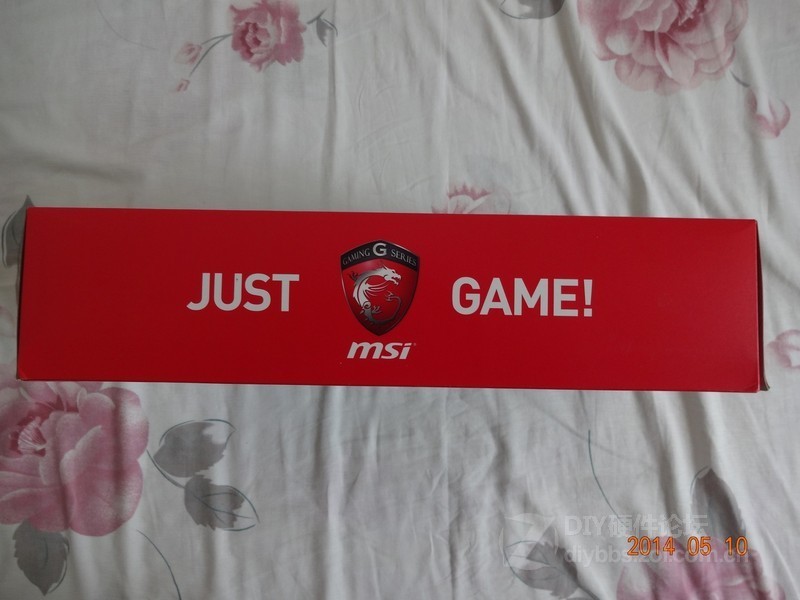 GAMING G SERIES
JUST GAME!
msi
DIY硬件论坛
2014 05 10
diybbs.zol.com.cn